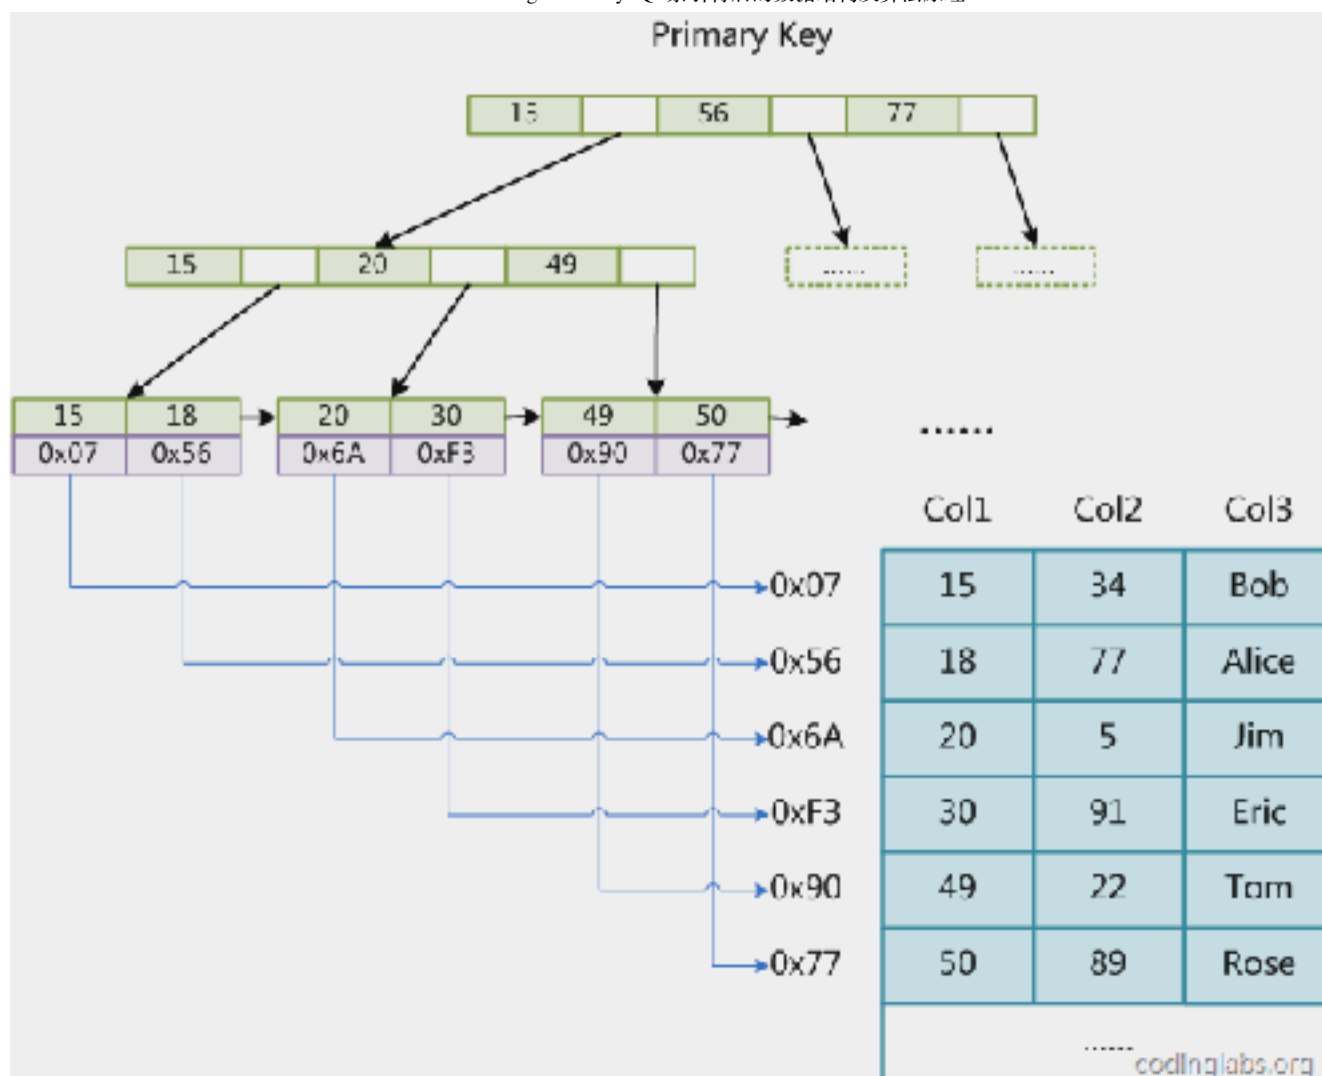 Primary Key
15 56 77
15 20 49
...... ......
15 18 20 30 49 50
0x07 0x56 0x6A 0xF3 0x90 0x77
......
Col1 Col2 Col3
0x07 15 34 Bob
0x56 18 77 Alice
0x6A 20 5 Jim
0xF3 30 91 Eric
0x90 49 22 Tom
0x77 50 89 Rose
......
codinglabs.org